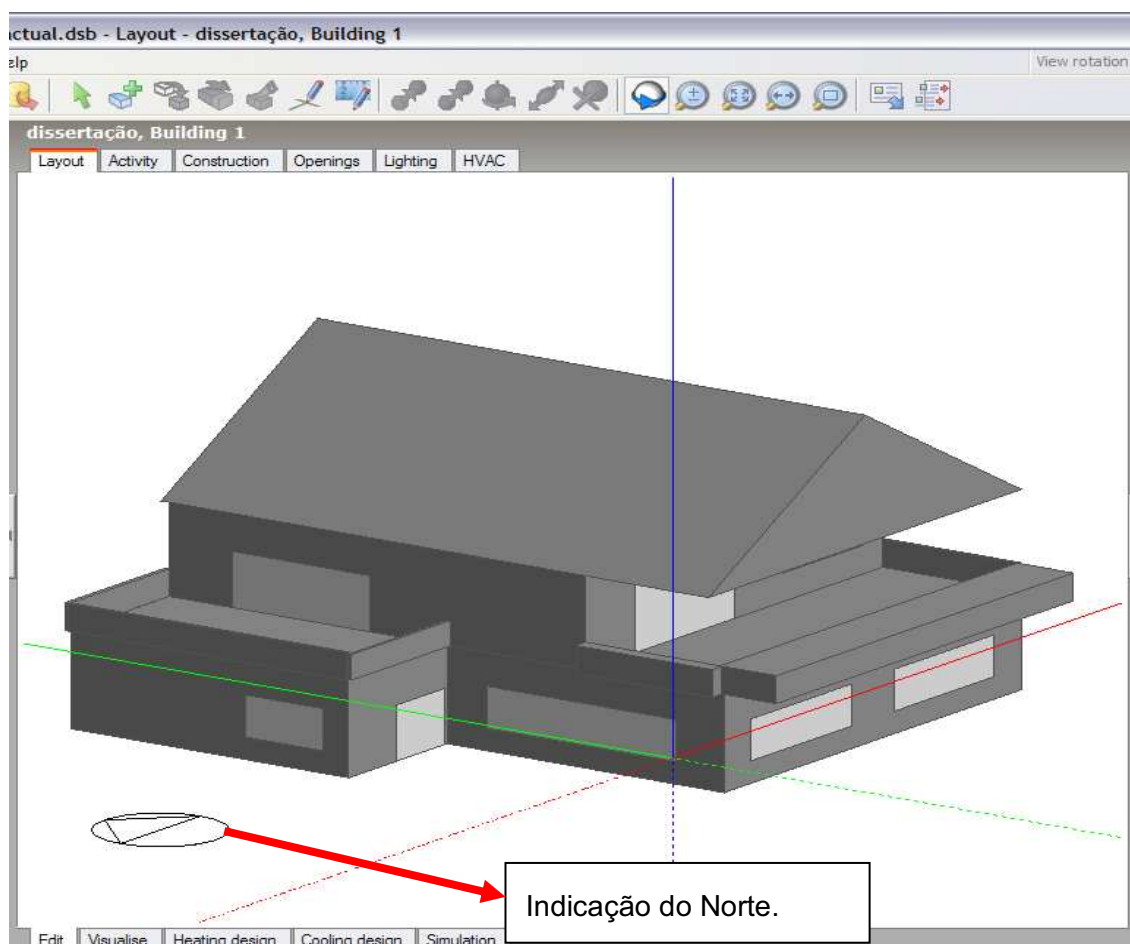 ctual.dsb - Layout - dissertação, Building 1
elp View rotation
dissertação, Building 1
Layout Activity Construction Openings Lighting HVAC
Indicação do Norte.
Edit Visualise Heating design Cooling design Simulation